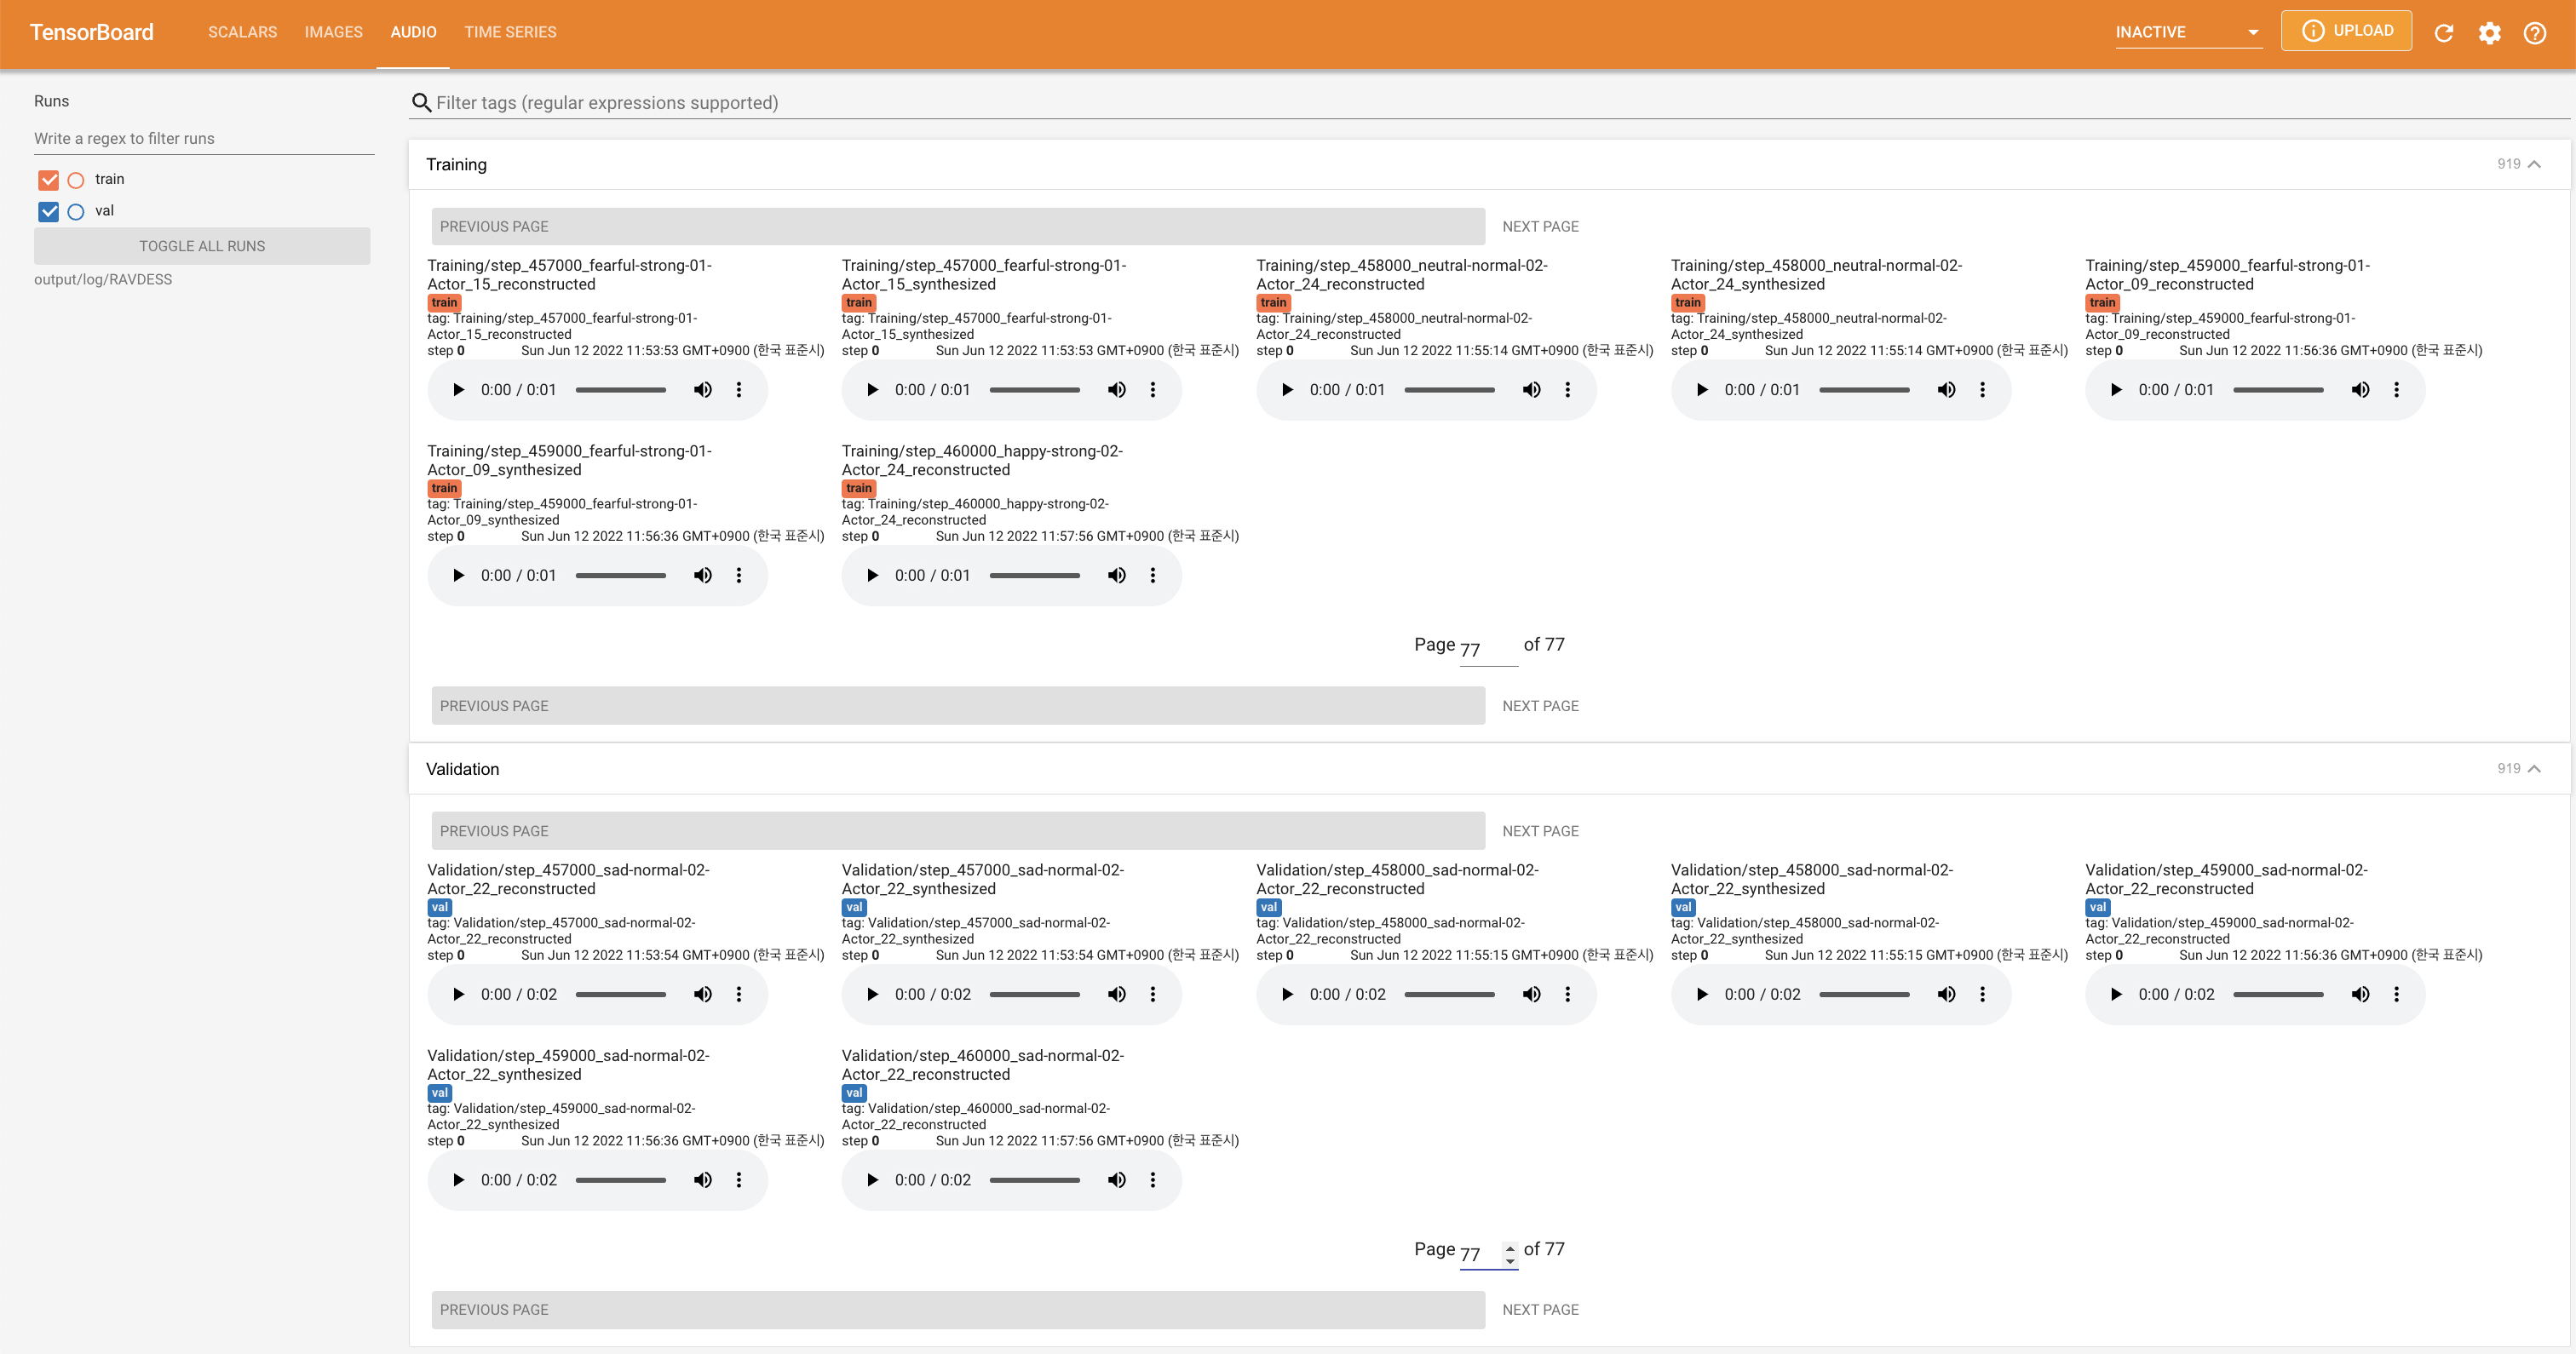 TensorBoard
SCALARS
IMAGES
AUDIO
TIME SERIES
INACTIVE
UPLOAD
Runs
Write a regex to filter runs
train
val
TOGGLE ALL RUNS
output/log/RAVDESS
Filter tags (regular expressions supported)
Training
919
PREVIOUS PAGE
NEXT PAGE
Training/step_457000_fearful-strong-01-
Actor_15_reconstructed
train
tag: Training/step_457000_fearful-strong-01-
Actor_15_reconstructed
step 0 Sun Jun 12 2022 11:53:53 GMT+0900 (한국 표준시)
0:00 / 0:01
Training/step_457000_fearful-strong-01-
Actor_15_synthesized
train
tag: Training/step_457000_fearful-strong-01-
Actor_15_synthesized
step 0 Sun Jun 12 2022 11:53:53 GMT+0900 (한국 표준시)
0:00 / 0:01
Training/step_458000_neutral-normal-02-
Actor_24_reconstructed
train
tag: Training/step_458000_neutral-normal-02-
Actor_24_reconstructed
step 0 Sun Jun 12 2022 11:55:14 GMT+0900 (한국 표준시)
0:00 / 0:01
Training/step_458000_neutral-normal-02-
Actor_24_synthesized
train
tag: Training/step_458000_neutral-normal-02-
Actor_24_synthesized
step 0 Sun Jun 12 2022 11:55:14 GMT+0900 (한국 표준시)
0:00 / 0:01
Training/step_459000_fearful-strong-01-
Actor_09_reconstructed
train
tag: Training/step_459000_fearful-strong-01-
Actor_09_reconstructed
step 0 Sun Jun 12 2022 11:56:36 GMT+0900 (한국 표준시)
0:00 / 0:01
Training/step_459000_fearful-strong-01-
Actor_09_synthesized
train
tag: Training/step_459000_fearful-strong-01-
Actor_09_synthesized
step 0 Sun Jun 12 2022 11:56:36 GMT+0900 (한국 표준시)
0:00 / 0:01
Training/step_460000_happy-strong-02-
Actor_24_reconstructed
train
tag: Training/step_460000_happy-strong-02-
Actor_24_reconstructed
step 0 Sun Jun 12 2022 11:57:56 GMT+0900 (한국 표준시)
0:00 / 0:01
Page 77 of 77
PREVIOUS PAGE
NEXT PAGE
Validation
919
PREVIOUS PAGE
NEXT PAGE
Validation/step_457000_sad-normal-02-
Actor_22_reconstructed
val
tag: Validation/step_457000_sad-normal-02-
Actor_22_reconstructed
step 0 Sun Jun 12 2022 11:53:54 GMT+0900 (한국 표준시)
0:00 / 0:02
Validation/step_457000_sad-normal-02-
Actor_22_synthesized
val
tag: Validation/step_457000_sad-normal-02-
Actor_22_synthesized
step 0 Sun Jun 12 2022 11:53:54 GMT+0900 (한국 표준시)
0:00 / 0:02
Validation/step_458000_sad-normal-02-
Actor_22_reconstructed
val
tag: Validation/step_458000_sad-normal-02-
Actor_22_reconstructed
step 0 Sun Jun 12 2022 11:55:15 GMT+0900 (한국 표준시)
0:00 / 0:02
Validation/step_458000_sad-normal-02-
Actor_22_synthesized
val
tag: Validation/step_458000_sad-normal-02-
Actor_22_synthesized
step 0 Sun Jun 12 2022 11:55:15 GMT+0900 (한국 표준시)
0:00 / 0:02
Validation/step_459000_sad-normal-02-
Actor_22_reconstructed
val
tag: Validation/step_459000_sad-normal-02-
Actor_22_reconstructed
step 0 Sun Jun 12 2022 11:56:36 GMT+0900 (한국 표준시)
0:00 / 0:02
Validation/step_459000_sad-normal-02-
Actor_22_synthesized
val
tag: Validation/step_459000_sad-normal-02-
Actor_22_synthesized
step 0 Sun Jun 12 2022 11:56:36 GMT+0900 (한국 표준시)
0:00 / 0:02
Validation/step_460000_sad-normal-02-
Actor_22_reconstructed
val
tag: Validation/step_460000_sad-normal-02-
Actor_22_reconstructed
step 0 Sun Jun 12 2022 11:57:56 GMT+0900 (한국 표준시)
0:00 / 0:02
Page 77 of 77
PREVIOUS PAGE
NEXT PAGE